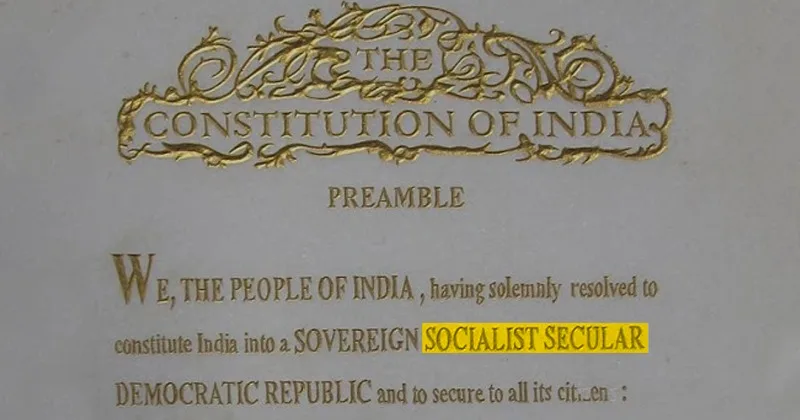 THE
CONSTITUTION OF INDIA
PREAMBLE
WE, THE PEOPLE OF INDIA, having solemnly resolved to
constitute India into a SOVEREIGN SOCIALIST SECULAR
DEMOCRATIC REPUBLIC and to secure to all its :